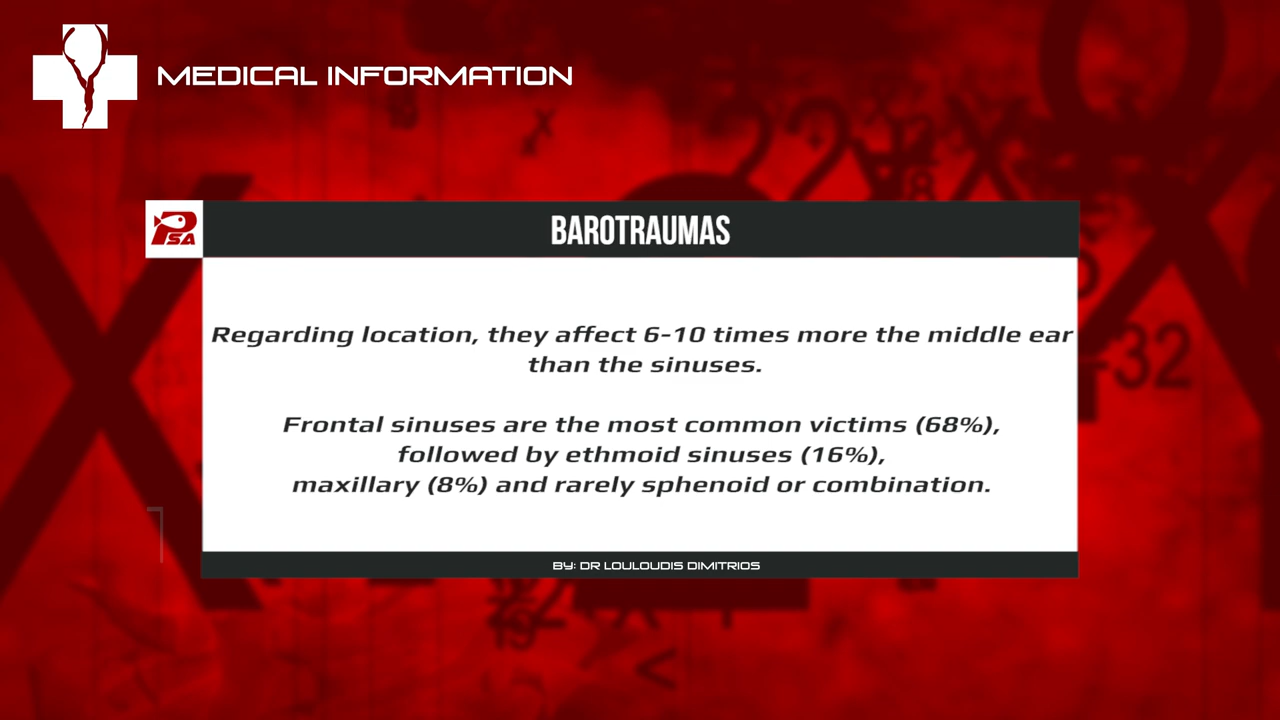 MEDICAL INFORMATION
PSA
BAROTRAUMAS
Regarding location, they affect 6-10 times more the middle ear
than the sinuses.
Frontal sinuses are the most common victims (68%),
followed by ethmoid sinuses (16%),
maxillary (8%) and rarely sphenoid or combination.
BY: DR LOULOUDIS DIMITRIOS